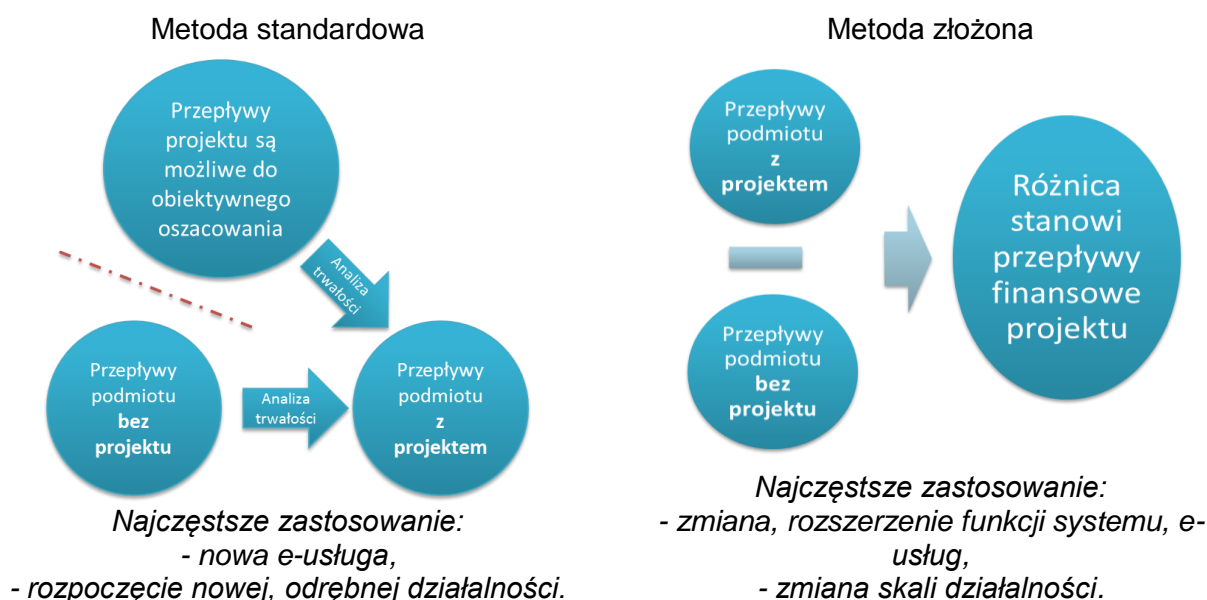 Metoda standardowa
Przepływy
projektu są
możliwe do
obiektywnego
oszacowania
Analiza
trwałości
Przepływy
podmiotu
bez
projektu
Analiza
trwałości
Przepływy
podmiotu
z
projektem
Najczęstsze zastosowanie:
- nowa e-usługa,
- rozpoczęcie nowej, odrębnej działalności.
Metoda złożona
Przepływy
podmiotu
z
projektem
Przepływy
podmiotu
bez
projektu
Różnica
stanowi
przepływy
finansowe
projektu
Najczęstsze zastosowanie:
- zmiana, rozszerzenie funkcji systemu, e-
usług,
- zmiana skali działalności.